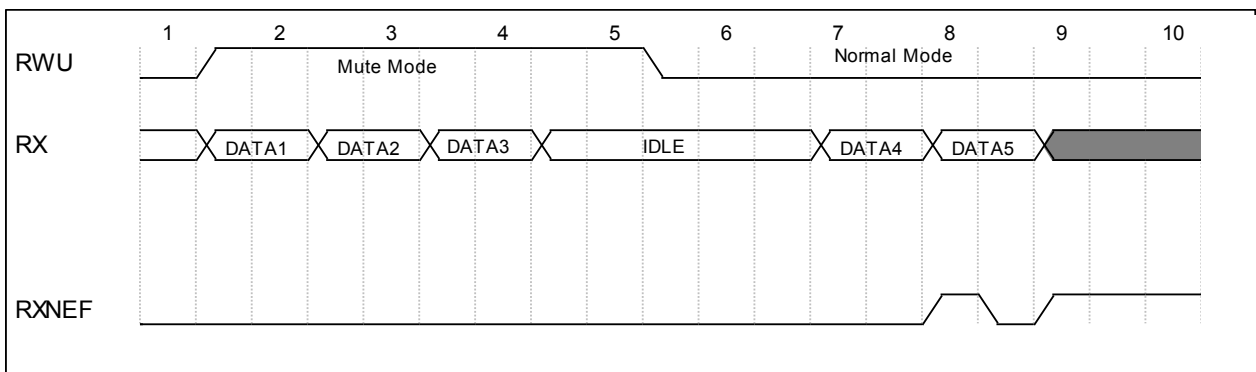 1 2 3 4 5 6 7 8 9 10
RWU Mute Mode Normal Mode
RX DATA1 DATA2 DATA3 IDLE DATA4 DATA5
RXNEF